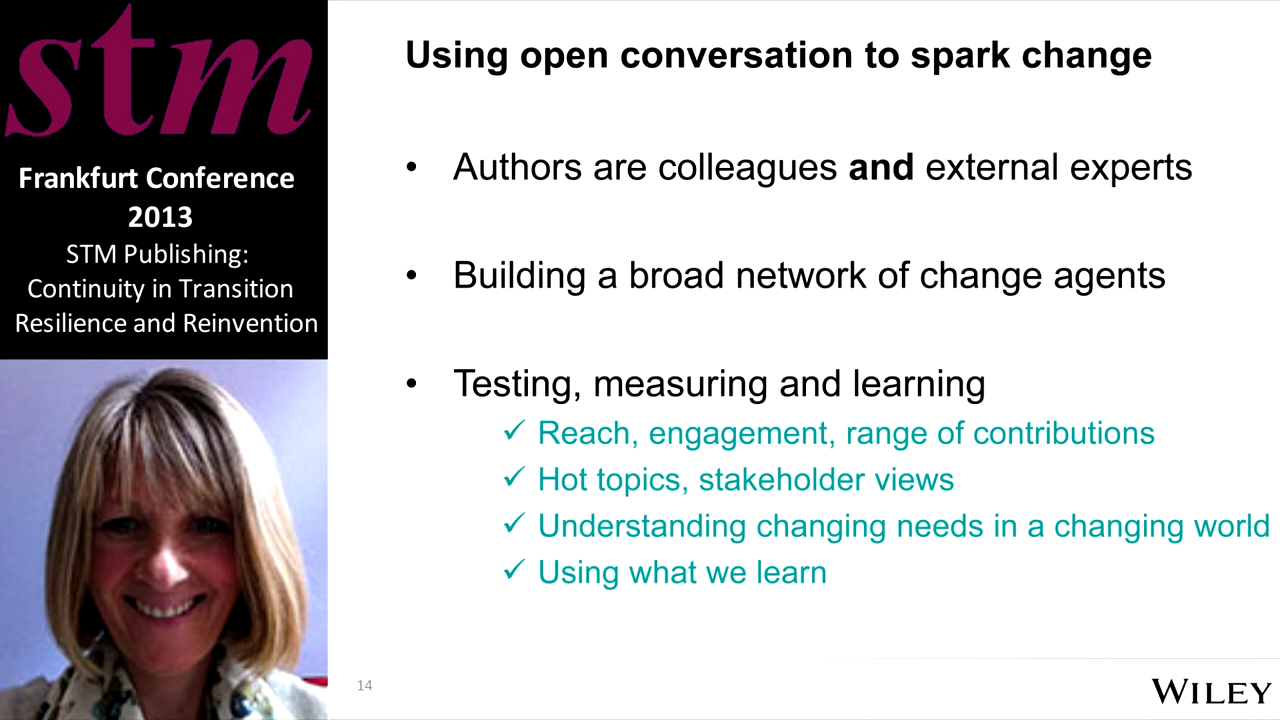 stm
Frankfurt Conference
2013
STM Publishing:
Continuity in Transition
Resilience and Reinvention
Using open conversation to spark change
• Authors are colleagues and external experts
• Building a broad network of change agents
• Testing, measuring and learning
✓ Reach, engagement, range of contributions
✓ Hot topics, stakeholder views
✓ Understanding changing needs in a changing world
✓ Using what we learn
14
WILEY